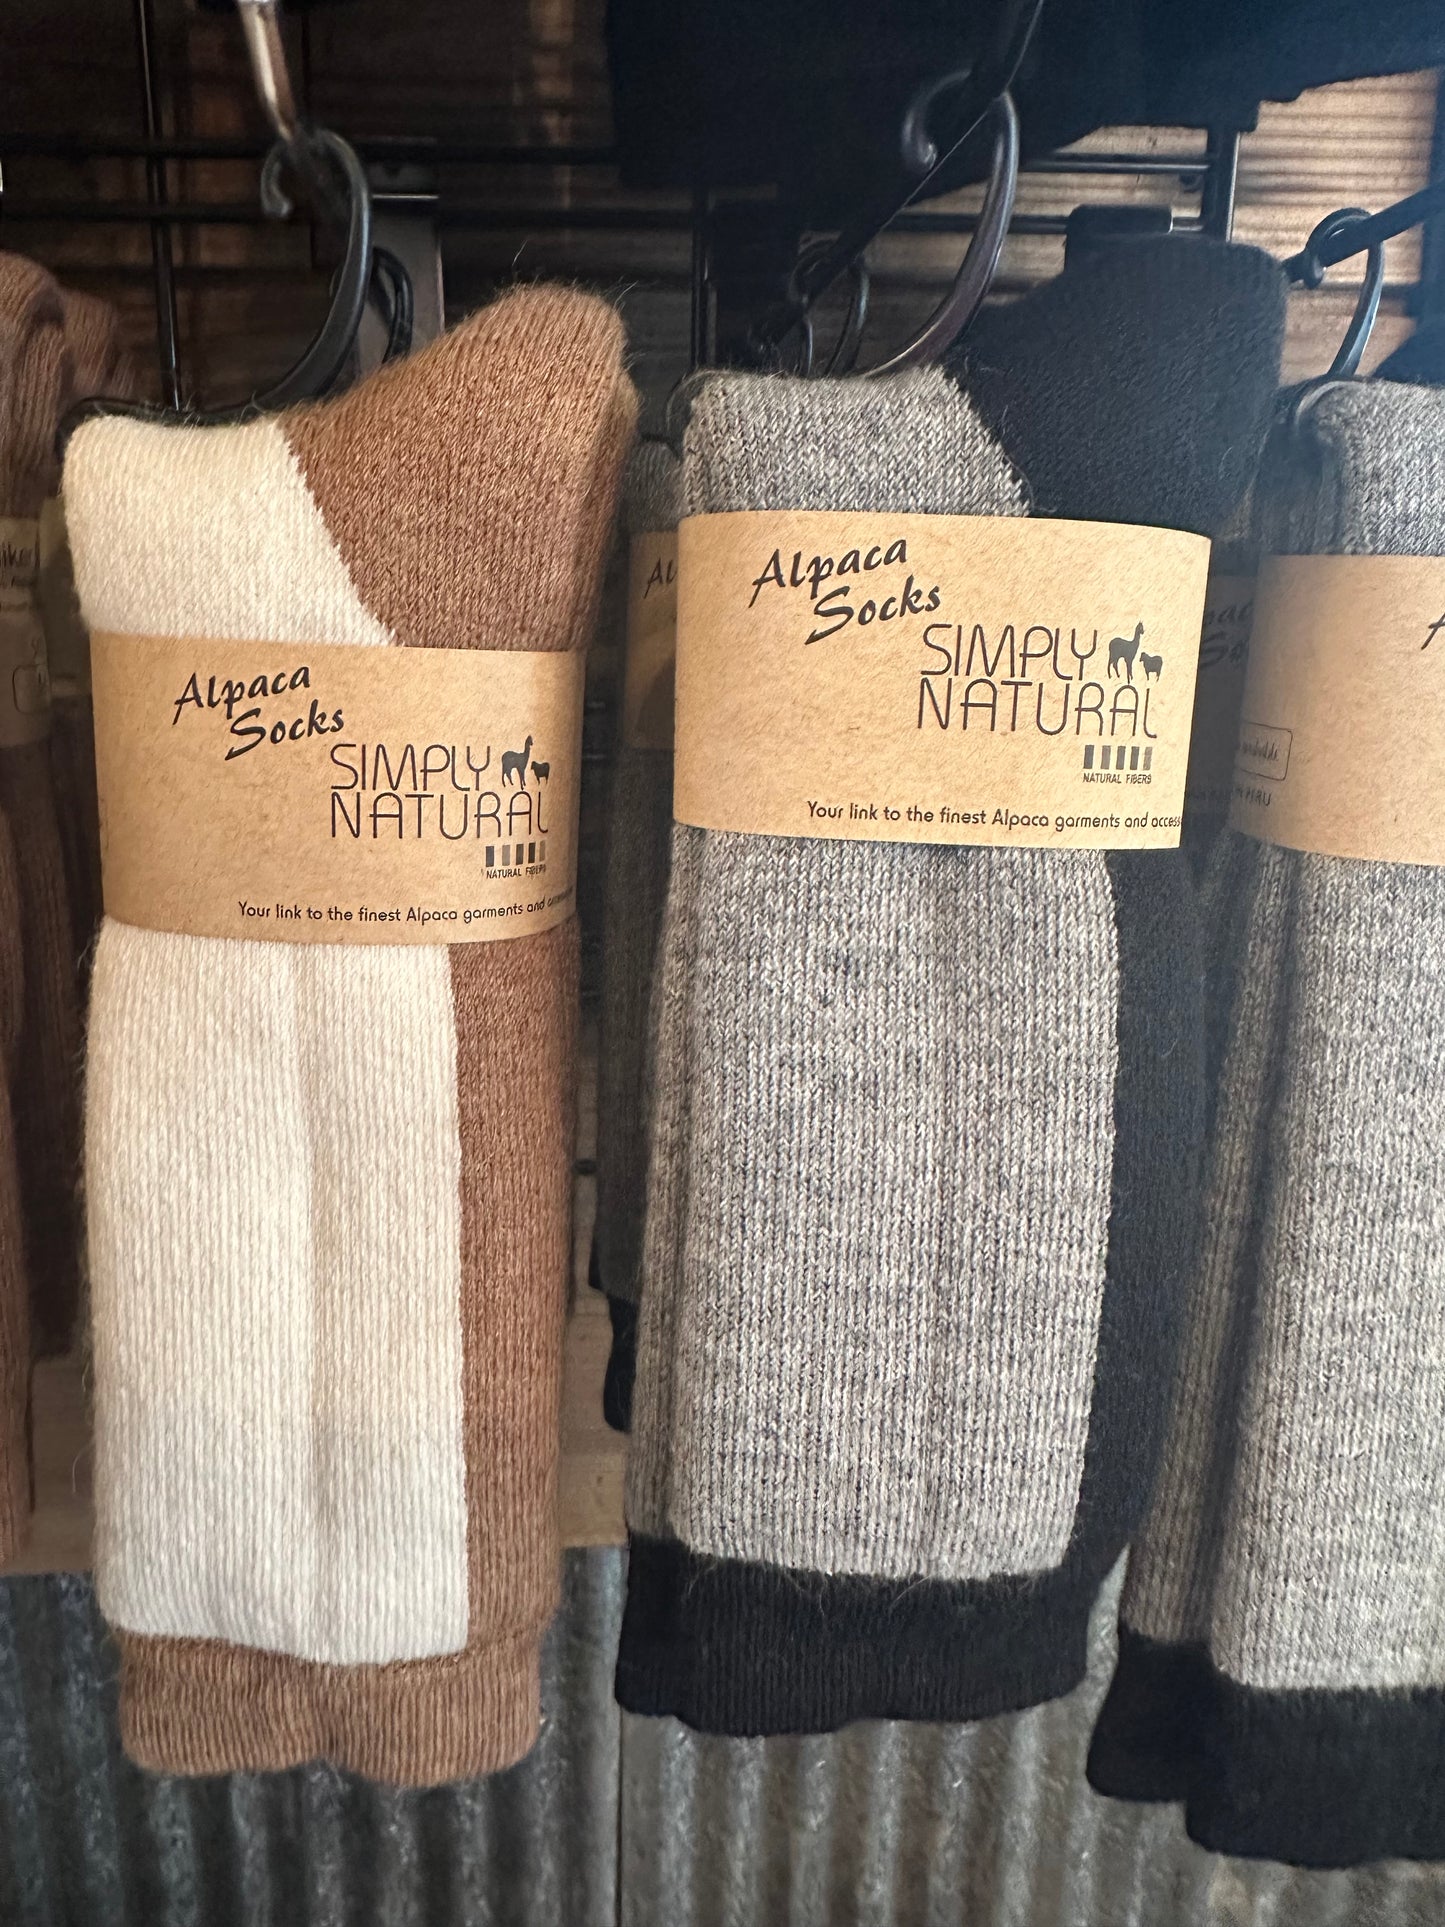 Alpaca
Socks
SIMPLY
NATURAL
NATURAL FIBERS
Your link to the finest Alpaca garments and
Alpaca
Socks
SIMPLY
NATURAL
NATURAL FIBERS
Your link to the finest Alpaca garments and access